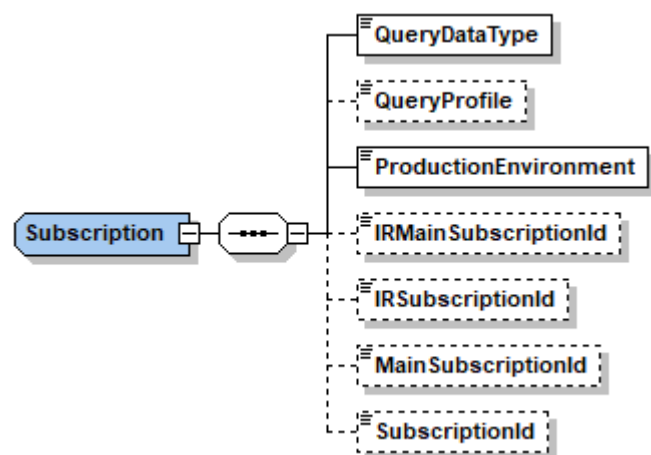 QueryDataType
QueryProfile
ProductionEnvironment
Subscription
IRMainSubscriptionId
IRSubscriptionId
MainSubscriptionId
SubscriptionId